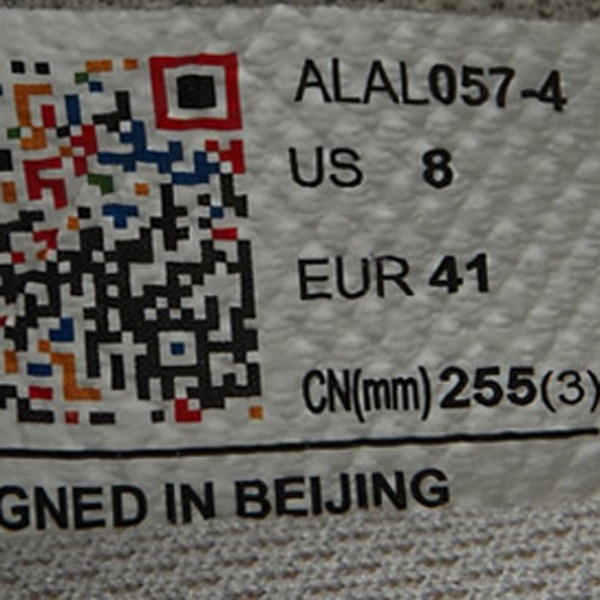 ALAL057-4
US 8
EUR 41
CN(mm) 255(3)
GNED IN BEIJING